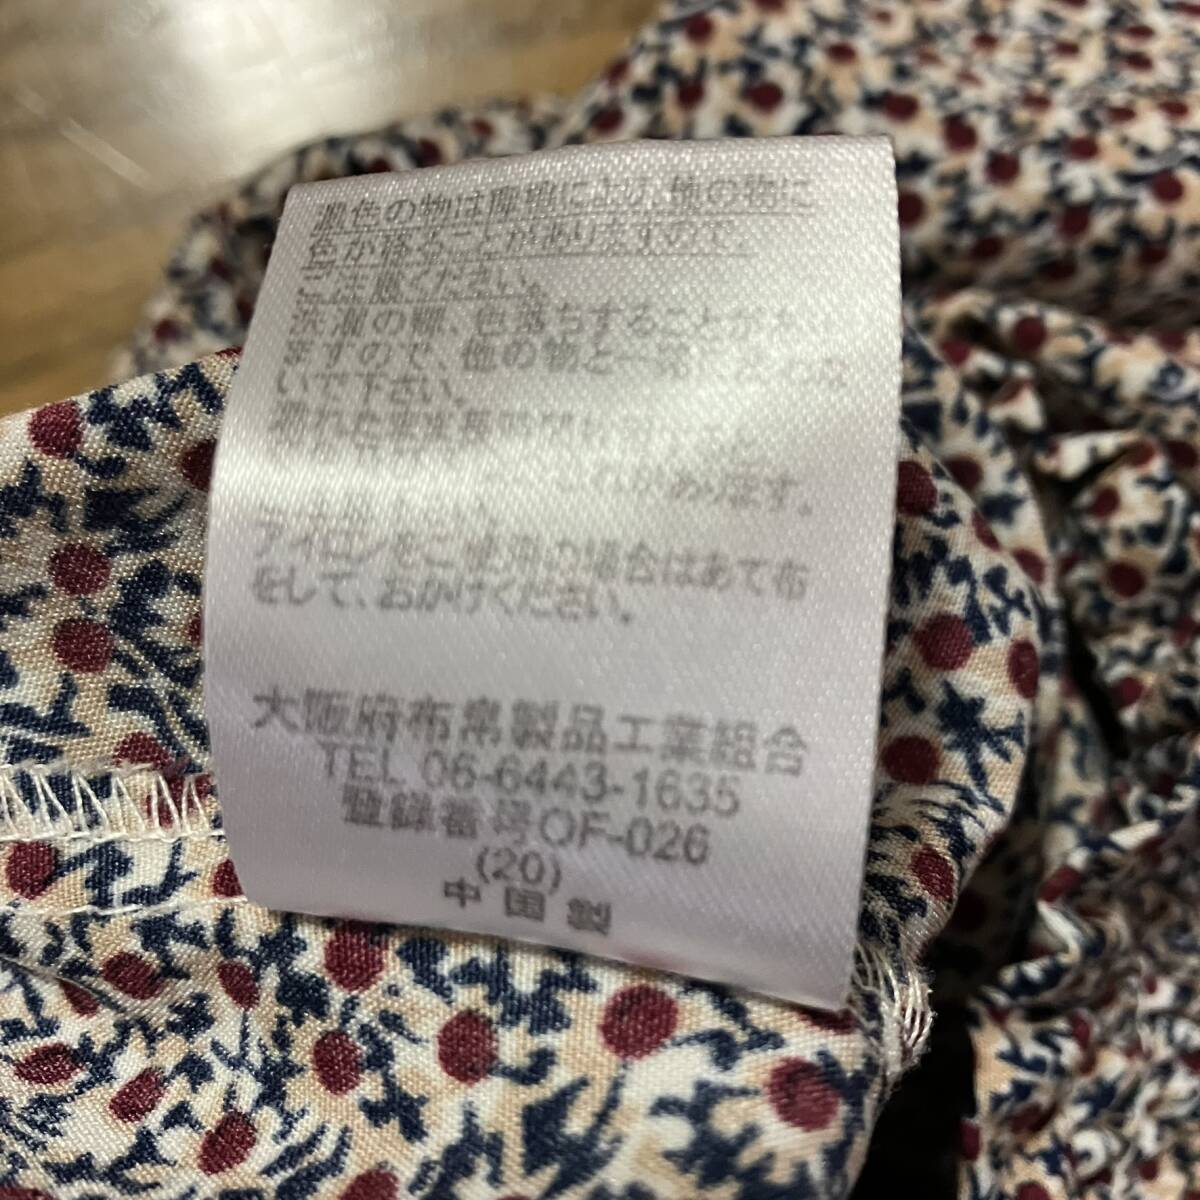 色の物は摩擦により、他の物に
色が移ることがありますので、
ご注意ください。
洗濯の際、色落ちすることがあり
ますので、他の物と
いで下さい。
があります。
アイロンをご使用の場合はあて布
をして、おかけください。
大阪府布帛製品工業組合
TEL 06-6443-1635
登録番号OF-026
(20)
中国製